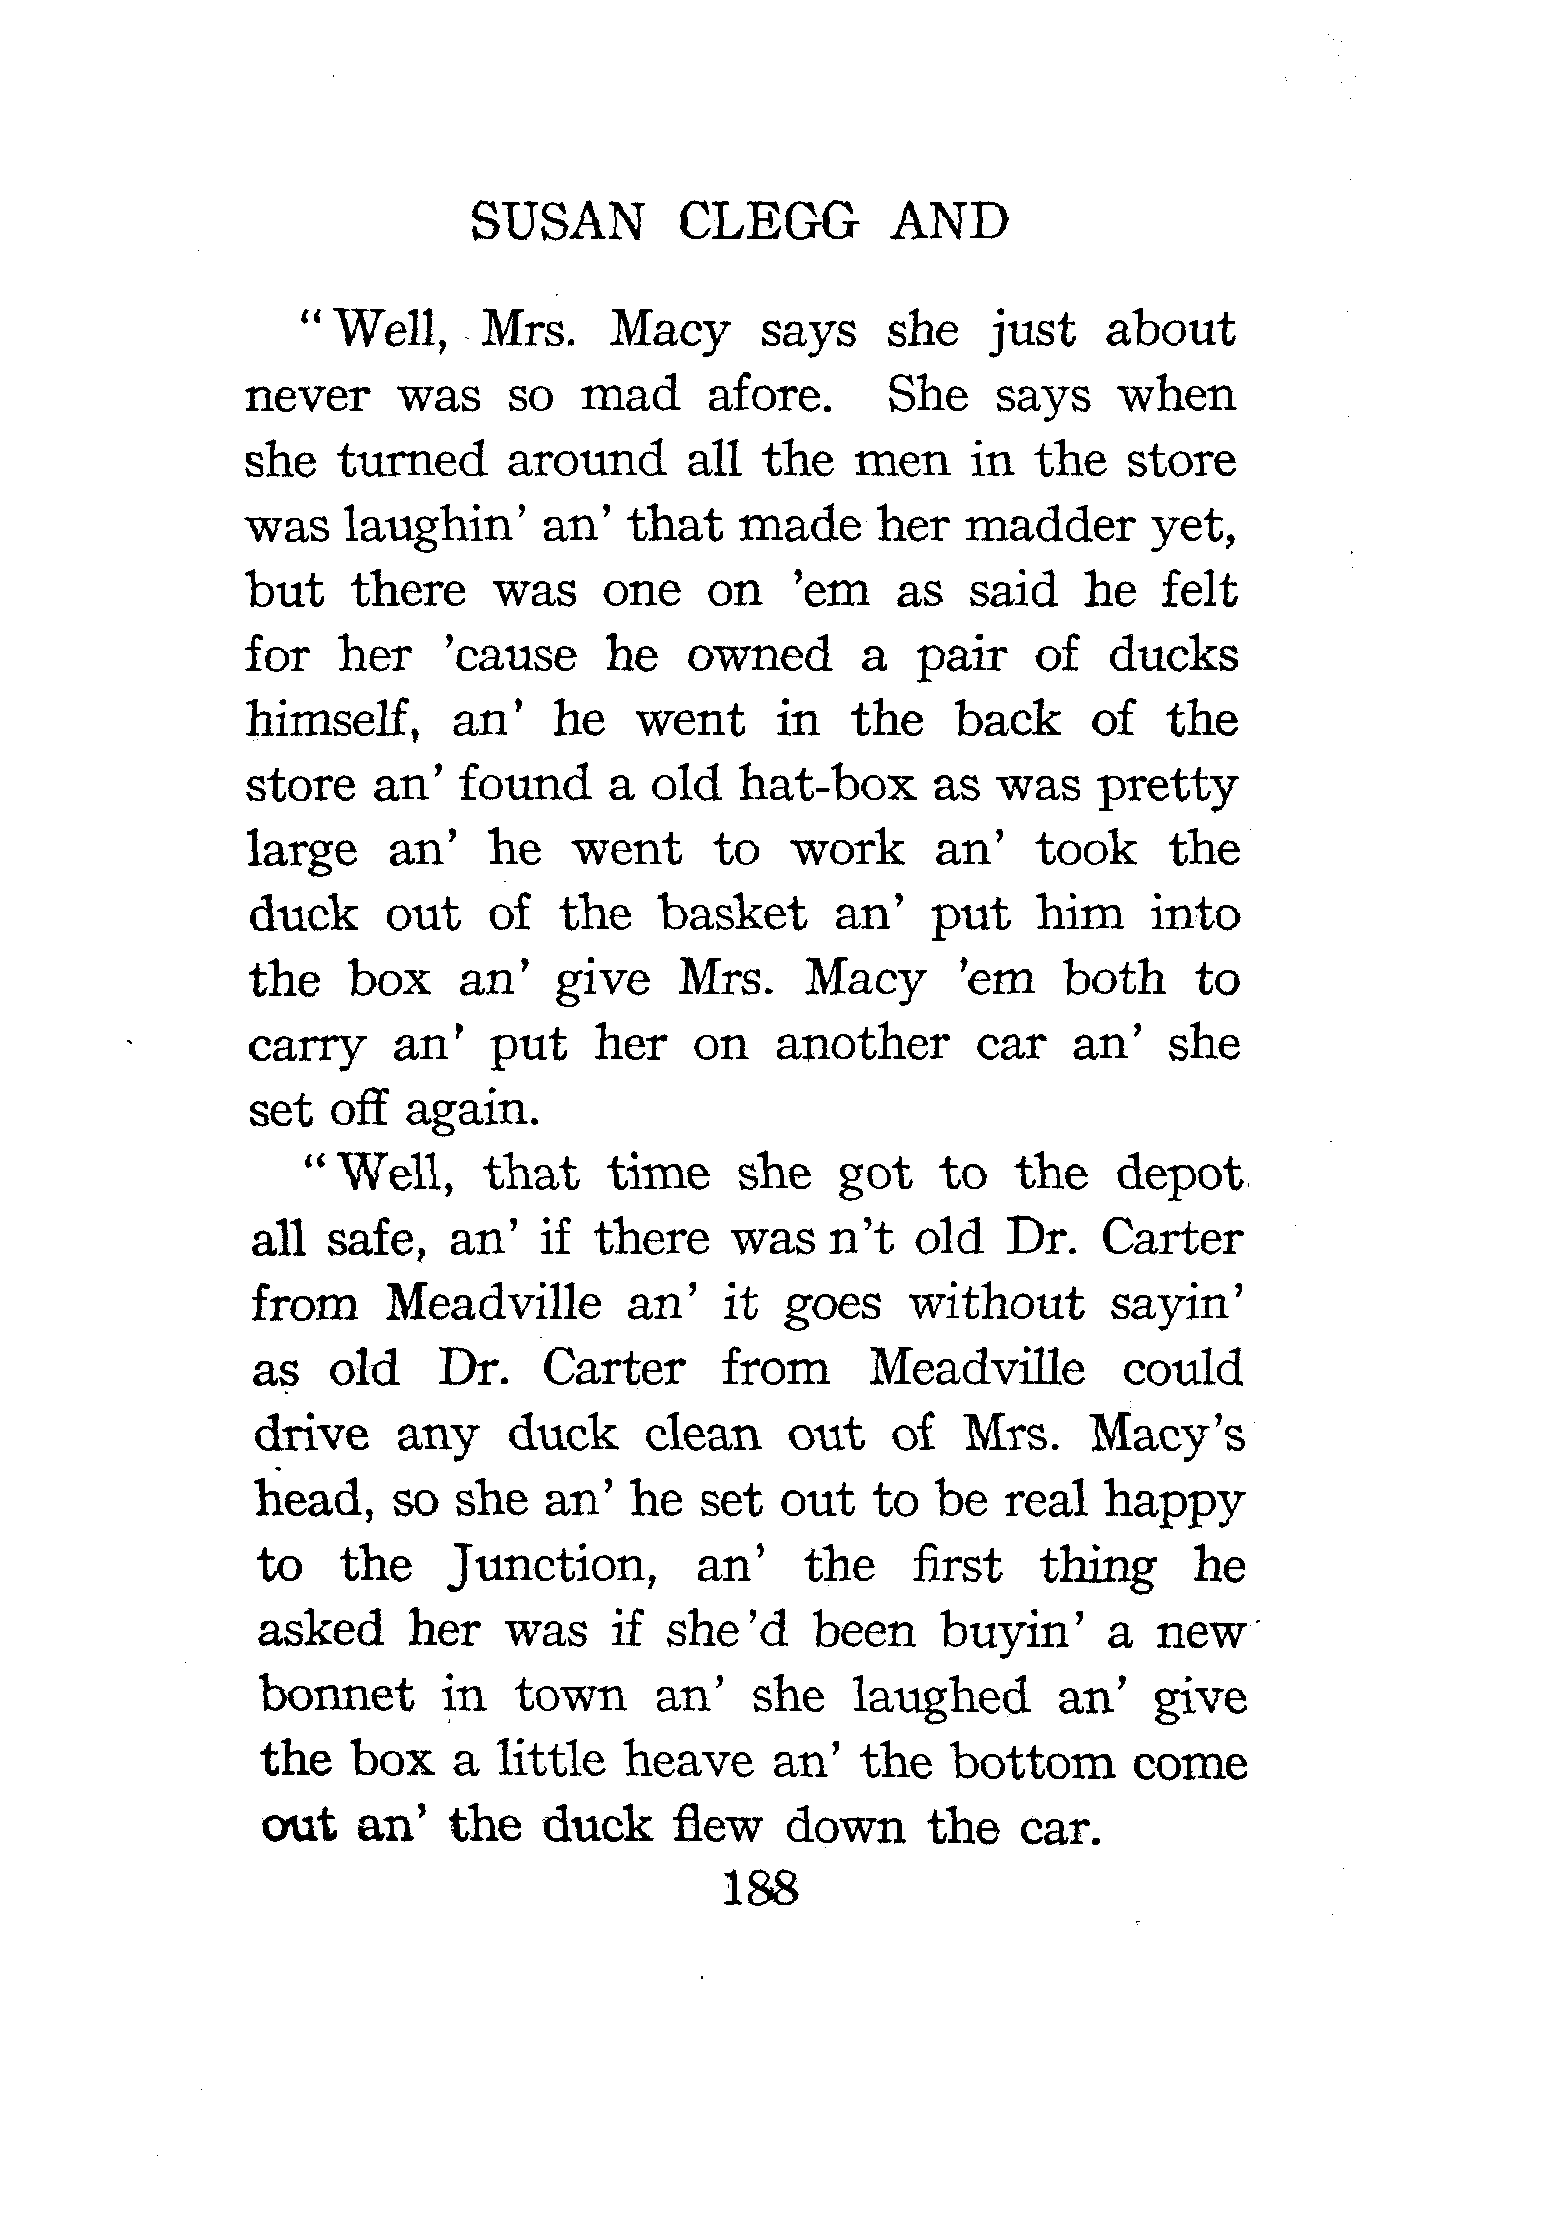 SUSAN CLEGG AND
"Well, Mrs. Macy says she just about
never was so mad afore. She says when
she turned around all the men in the store
was laughin' an' that made her madder yet,
but there was one on 'em as said he felt
for her 'cause he owned a pair of ducks
himself, an' he went in the back of the
store an' found a old hat-box as was pretty
large an' he went to work an' took the
duck out of the basket an' put him into
the box an' give Mrs. Macy 'em both to
carry an' put her on another car an' she
set off again.
"Well, that time she got to the depot
all safe, an' if there was n't old Dr. Carter
from Meadville an' it goes without sayin'
as old Dr. Carter from Meadville could
drive any duck clean out of Mrs. Macy's
head, so she an' he set out to be real happy
to the Junction, an' the first thing he
asked her was if she 'd been buyin' a new
bonnet in town an' she laughed an' give
the box a little heave an' the bottom come
out an' the duck flew down the car.
188